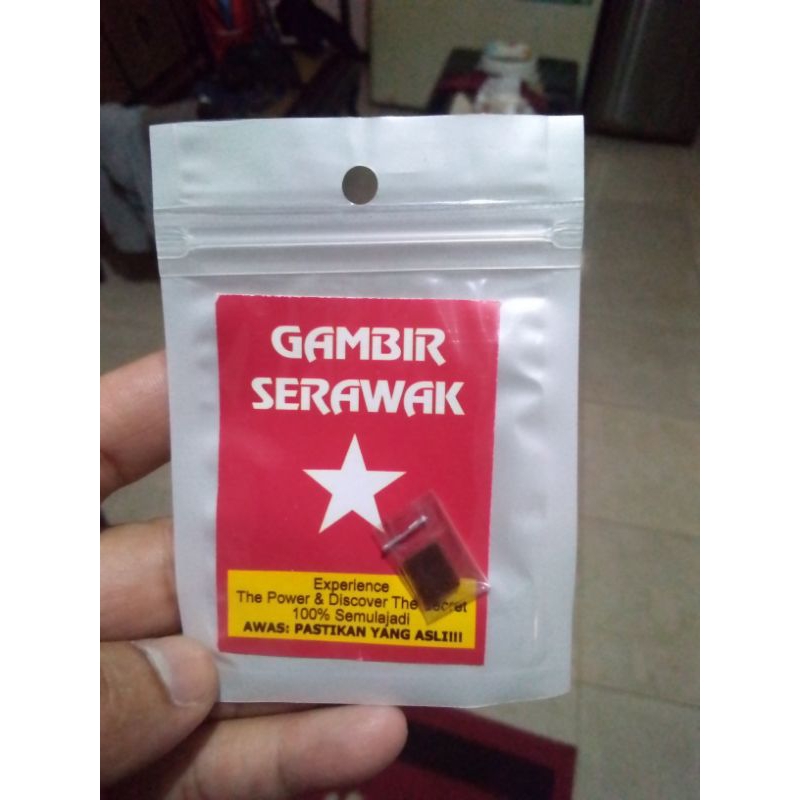 GAMBIR
SERAWAK
Experience
The Power & Discover The Secret
100% Semulajadi
AWAS: PASTIKAN YANG ASLI!!!